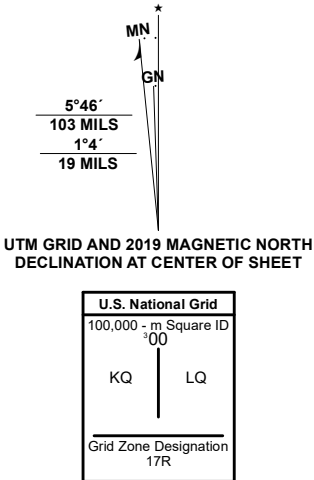 ★
MN
GN
5°46´
103 MILS
1°4´
19 MILS
UTM GRID AND 2019 MAGNETIC NORTH
DECLINATION AT CENTER OF SHEET
U.S. National Grid
100,000 - m Square ID
³00
KQ LQ
Grid Zone Designation
17R